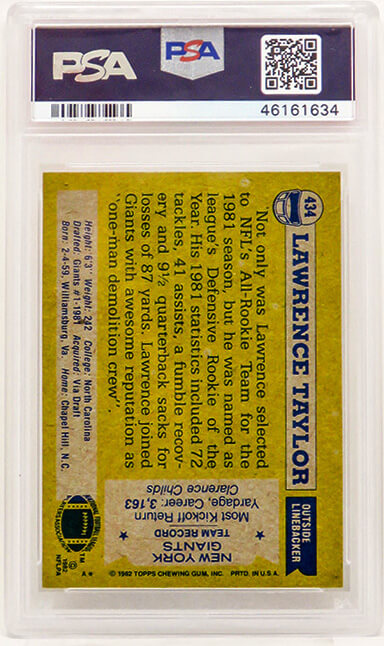 PSA
PSA
46161634
434
LAWRENCE TAYLOR
OUTSIDE
LINEBACKER
Not only was Lawrence selected
to NFL's All-Rookie Team for the
1981 season, but he was named as
league's Defensive Rookie of the
Year. His 1981 statistics included 72
tackles, 41 assists, a fumble recov-
ery and 9½ quarterback sacks for
losses of 87 yards. Lawrence joined
Giants with awesome reputation as
"one-man demolition crew".
Height: 6'3" Weight: 242 College: North Carolina
Drafted: Giants #1-1981 Acquired: Via Draft
Born: 2-4-59, Williamsburg, Va. Home: Chapel Hill, N.C.
NEW YORK
GIANTS
TEAM RECORD
Most Kickoff Return
Yardage, Career: 3,163
Clarence Childs
© 1982 TOPPS CHEWING GUM, INC. PRTD. IN U.S.A.
TM
© 1982
NFLPA
A*